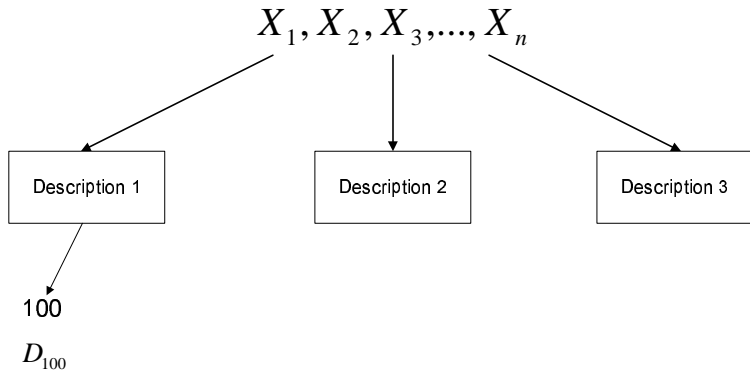 X₁, X₂, X₃,..., Xₙ
Description 1 Description 2 Description 3
100
D₁₀₀